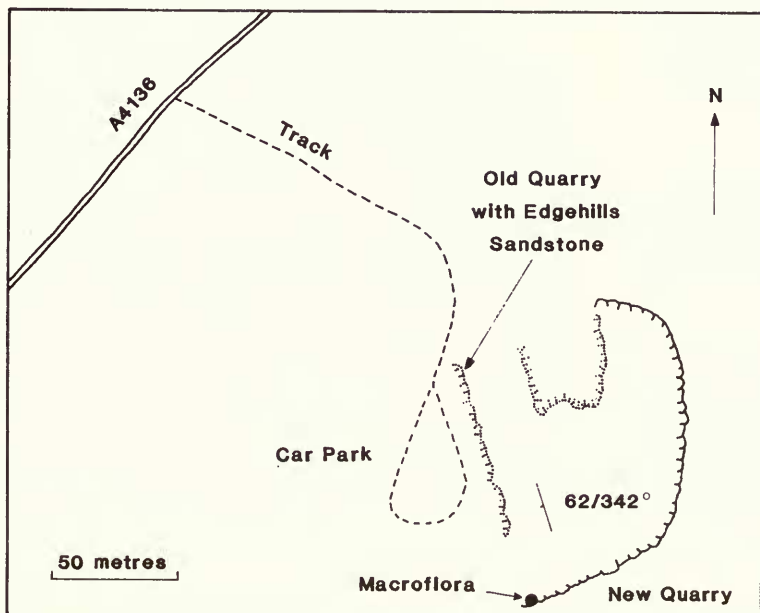 A4136
Track
N
Old Quarry
with Edgehills
Sandstone
Car Park
62/342°
50 metres
Macroflora
New Quarry